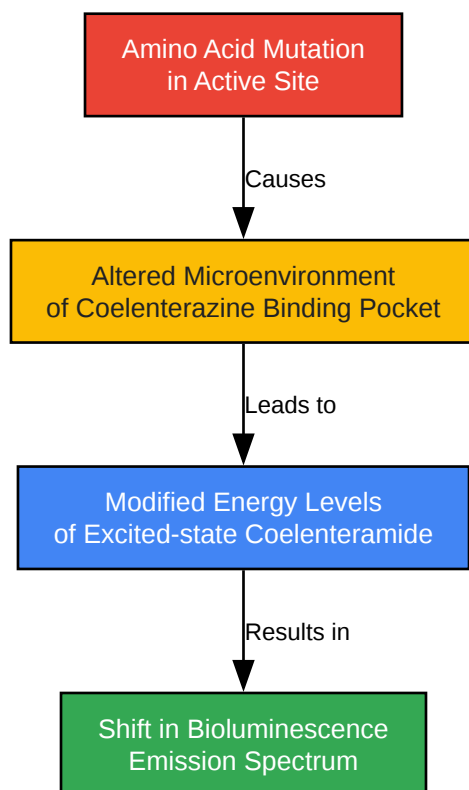 Amino Acid Mutation
in Active Site
Causes
Altered Microenvironment
of Coelenterazine Binding Pocket
Leads to
Modified Energy Levels
of Excited-state Coelenteramide
Results in
Shift in Bioluminescence
Emission Spectrum